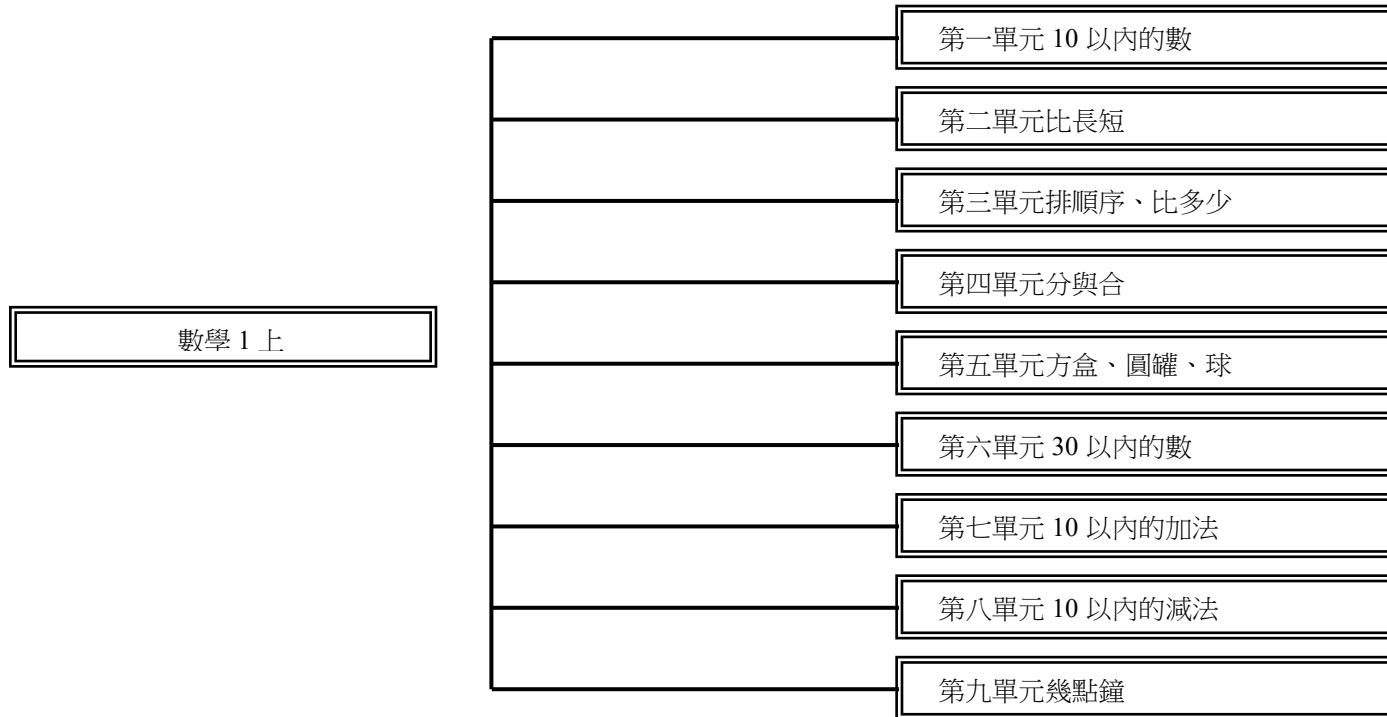 第一單元 10 以內的數
第二單元比長短
第三單元排順序、比多少
第四單元分與合
數學 1 上
第五單元方盒、圓罐、球
第六單元 30 以內的數
第七單元 10 以內的加法
第八單元 10 以內的减法
第九單元幾點鐘